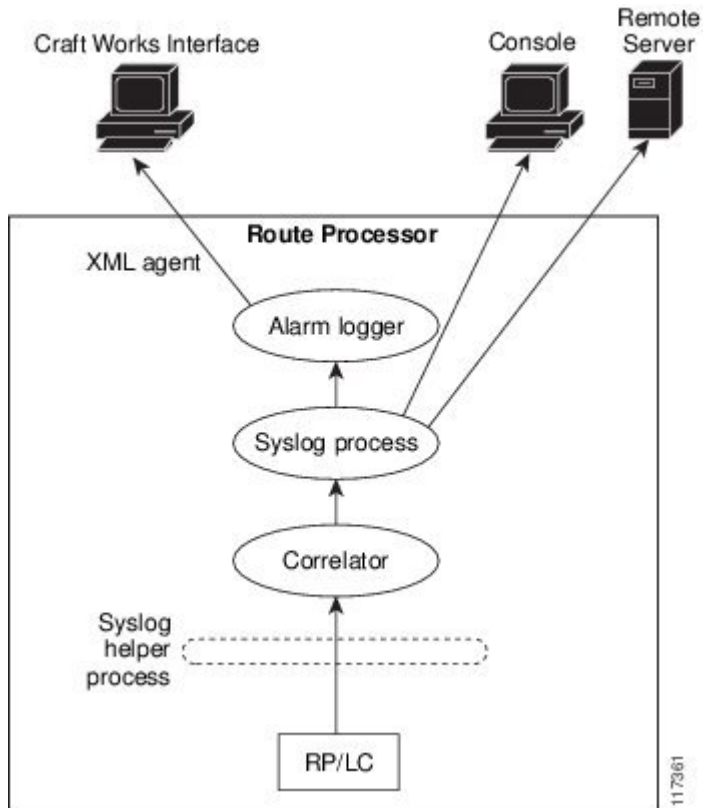 Craft Works Interface
Console
Remote
Server
Route Processor
XML agent
Alarm logger
Syslog process
Correlator
Syslog
helper
process
RP/LC
117361